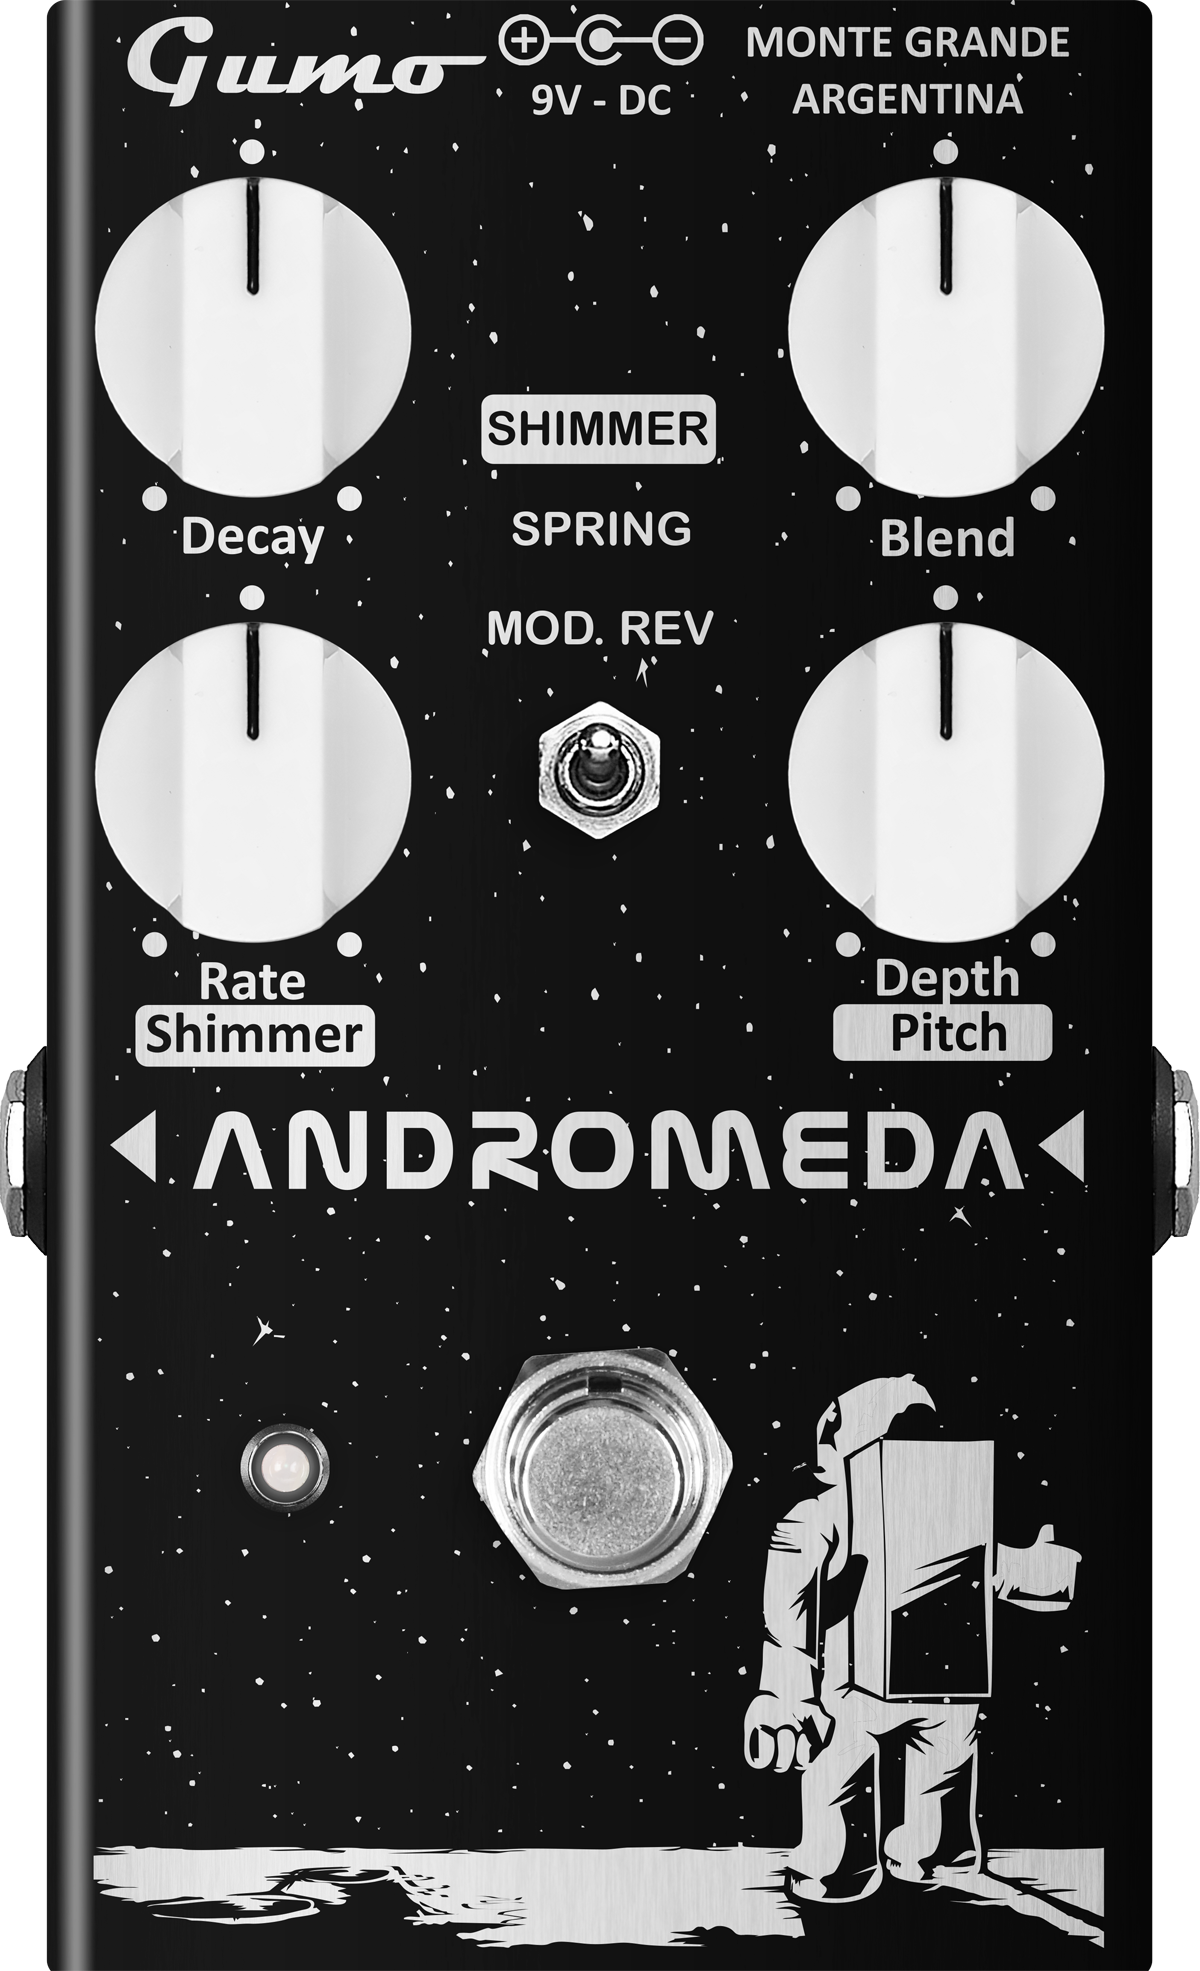 Gumo
+ -
9V - DC
MONTE GRANDE
ARGENTINA
SHIMMER
SPRING
MOD. REV
Decay
Blend
Rate
Shimmer
Depth
Pitch
ANDROMEDA